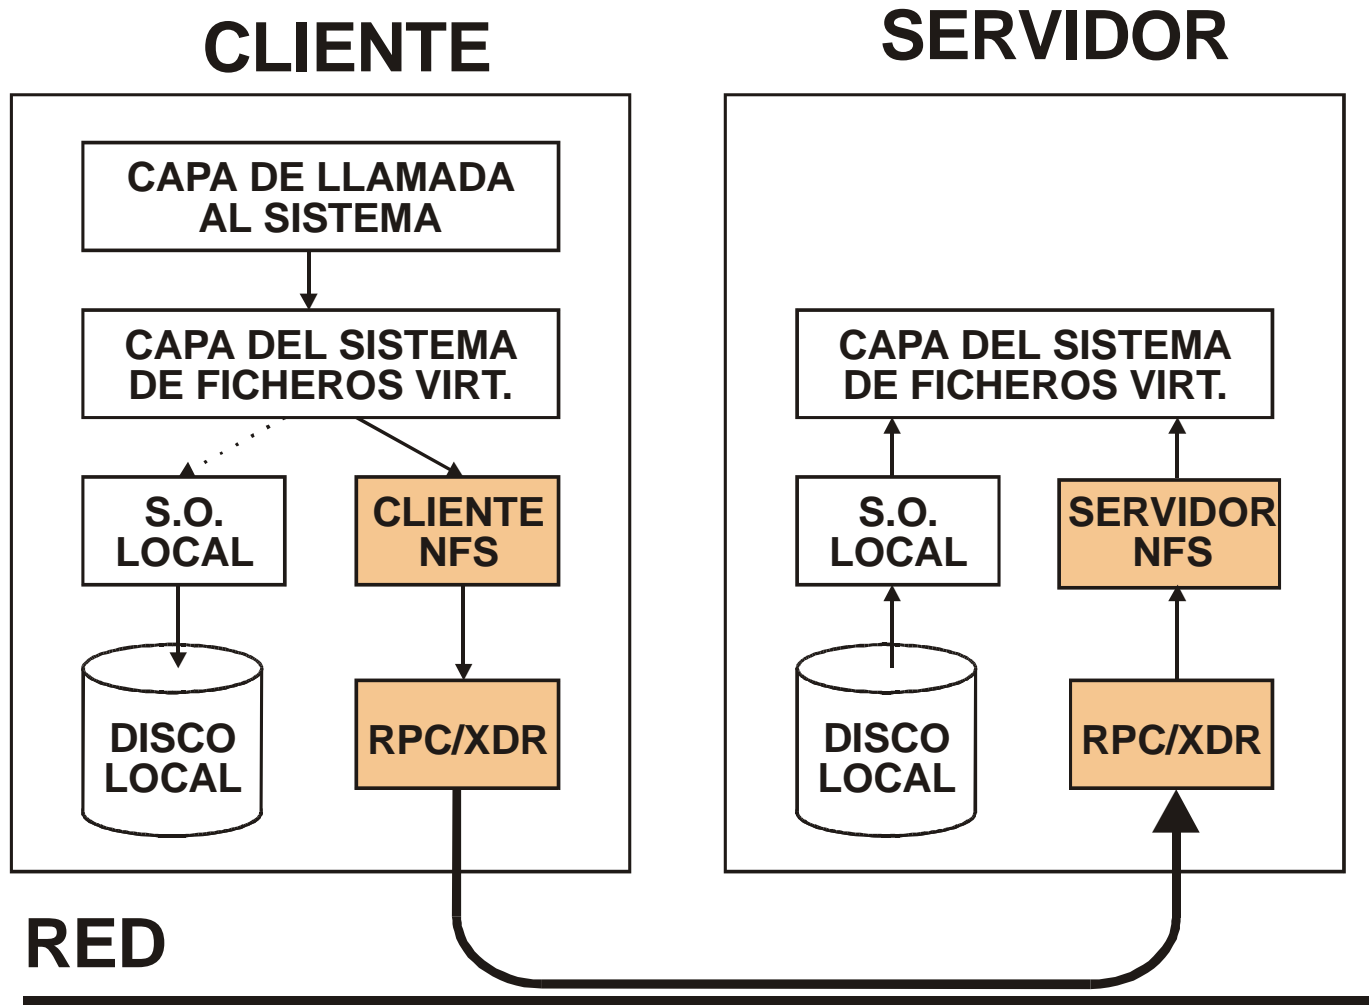 CLIENTE
CAPA DE LLAMADA
AL SISTEMA
CAPA DEL SISTEMA
DE FICHEROS VIRT.
S.O.
LOCAL
CLIENTE
NFS
DISCO
LOCAL
RPC/XDR
SERVIDOR
CAPA DEL SISTEMA
DE FICHEROS VIRT.
S.O.
LOCAL
SERVIDOR
NFS
DISCO
LOCAL
RPC/XDR
RED